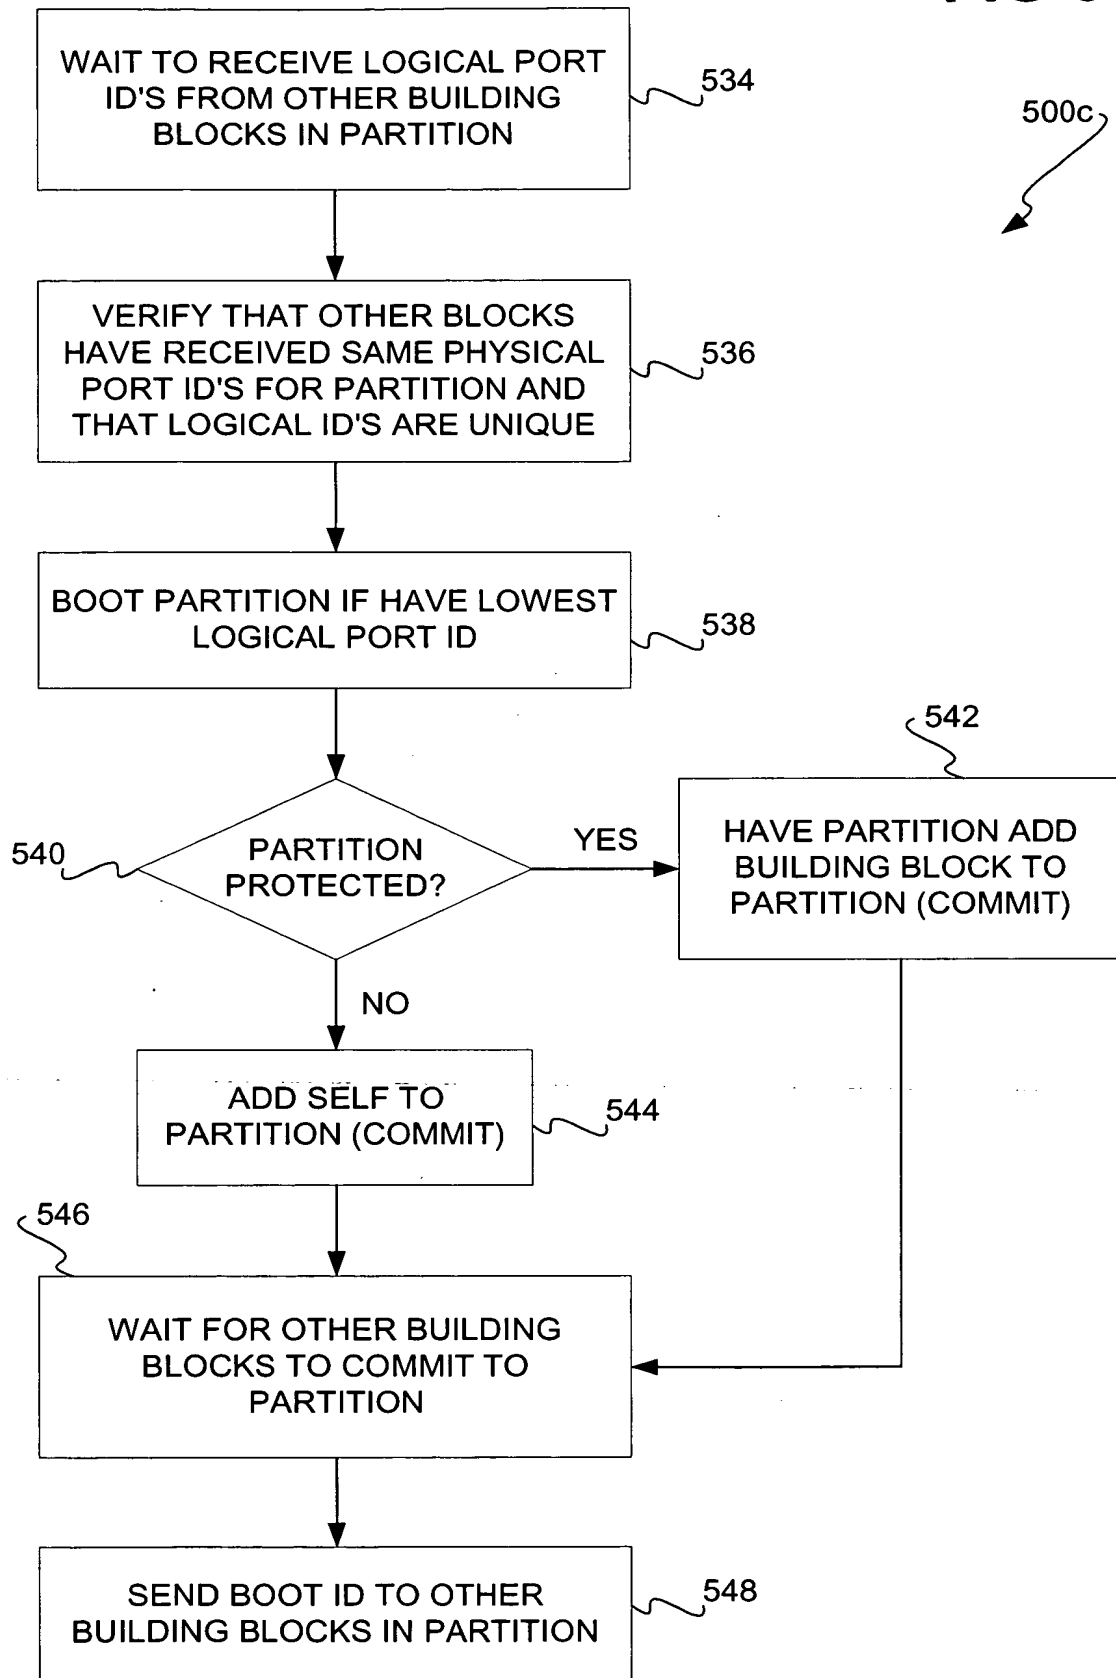 WAIT TO RECEIVE LOGICAL PORT
ID'S FROM OTHER BUILDING
BLOCKS IN PARTITION
534
500c
VERIFY THAT OTHER BLOCKS
HAVE RECEIVED SAME PHYSICAL
PORT ID'S FOR PARTITION AND
THAT LOGICAL ID'S ARE UNIQUE
536
BOOT PARTITION IF HAVE LOWEST
LOGICAL PORT ID
538
542
540
PARTITION
PROTECTED?
YES
HAVE PARTITION ADD
BUILDING BLOCK TO
PARTITION (COMMIT)
NO
ADD SELF TO
PARTITION (COMMIT)
544
546
WAIT FOR OTHER BUILDING
BLOCKS TO COMMIT TO
PARTITION
SEND BOOT ID TO OTHER
BUILDING BLOCKS IN PARTITION
548